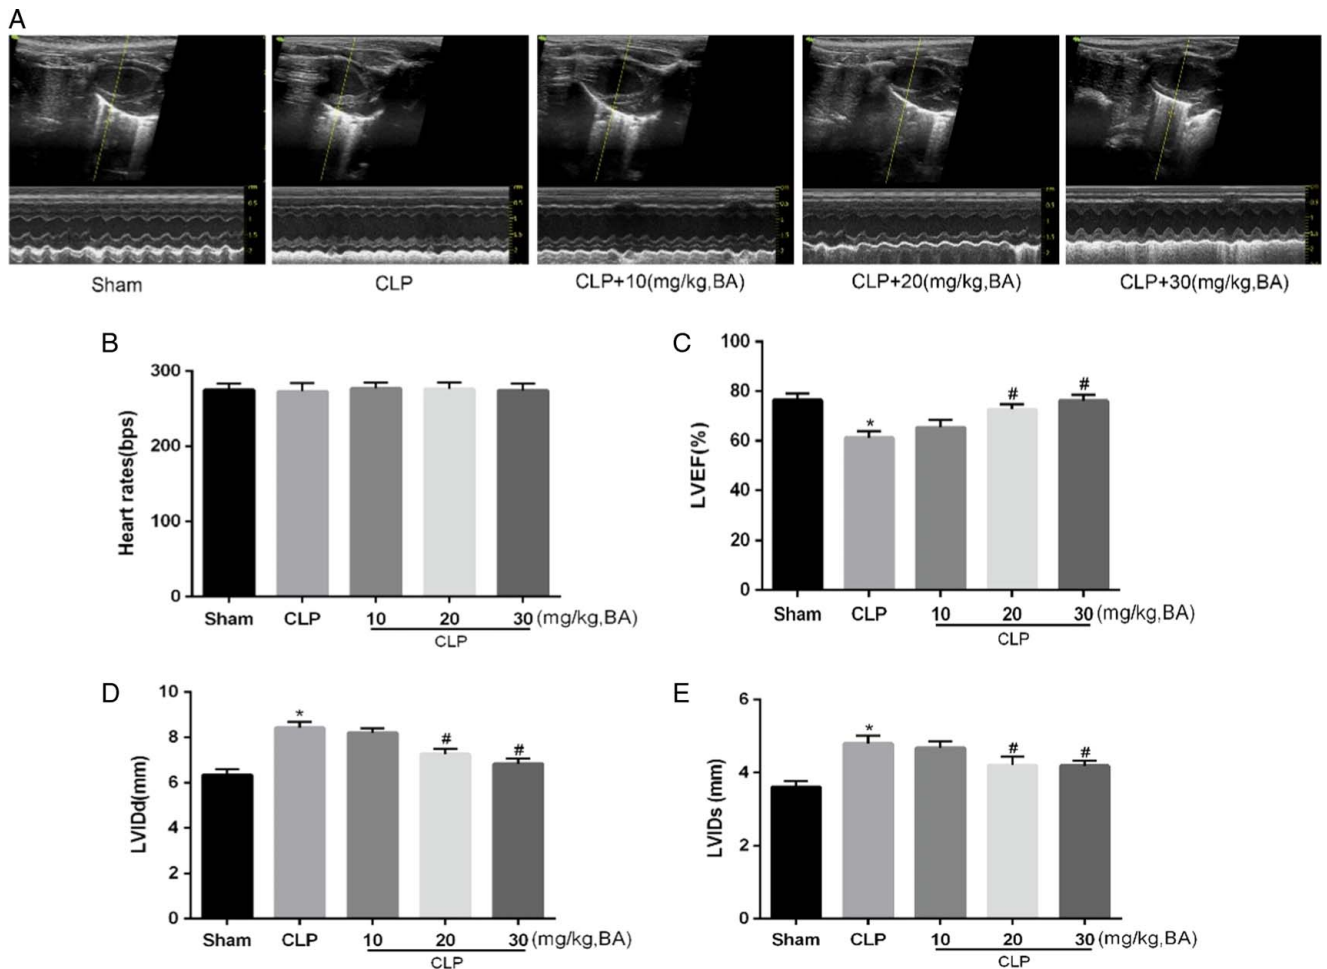 A
Sham
CLP
CLP+10(mg/kg,BA)
CLP+20(mg/kg,BA)
CLP+30(mg/kg,BA)
B
Heart rates(bps)
300
200
100
0
Sham
CLP
10
20
30 (mg/kg,BA)
CLP
C
LVEF(%)
100
80
60
40
20
0
*
#
#
Sham
CLP
10
20
30 (mg/kg,BA)
CLP
D
LVIDd(mm)
10
8
6
4
2
0
*
#
#
Sham
CLP
10
20
30 (mg/kg,BA)
CLP
E
LVIDs (mm)
6
4
2
0
*
#
#
Sham
CLP
10
20
30 (mg/kg,BA)
CLP